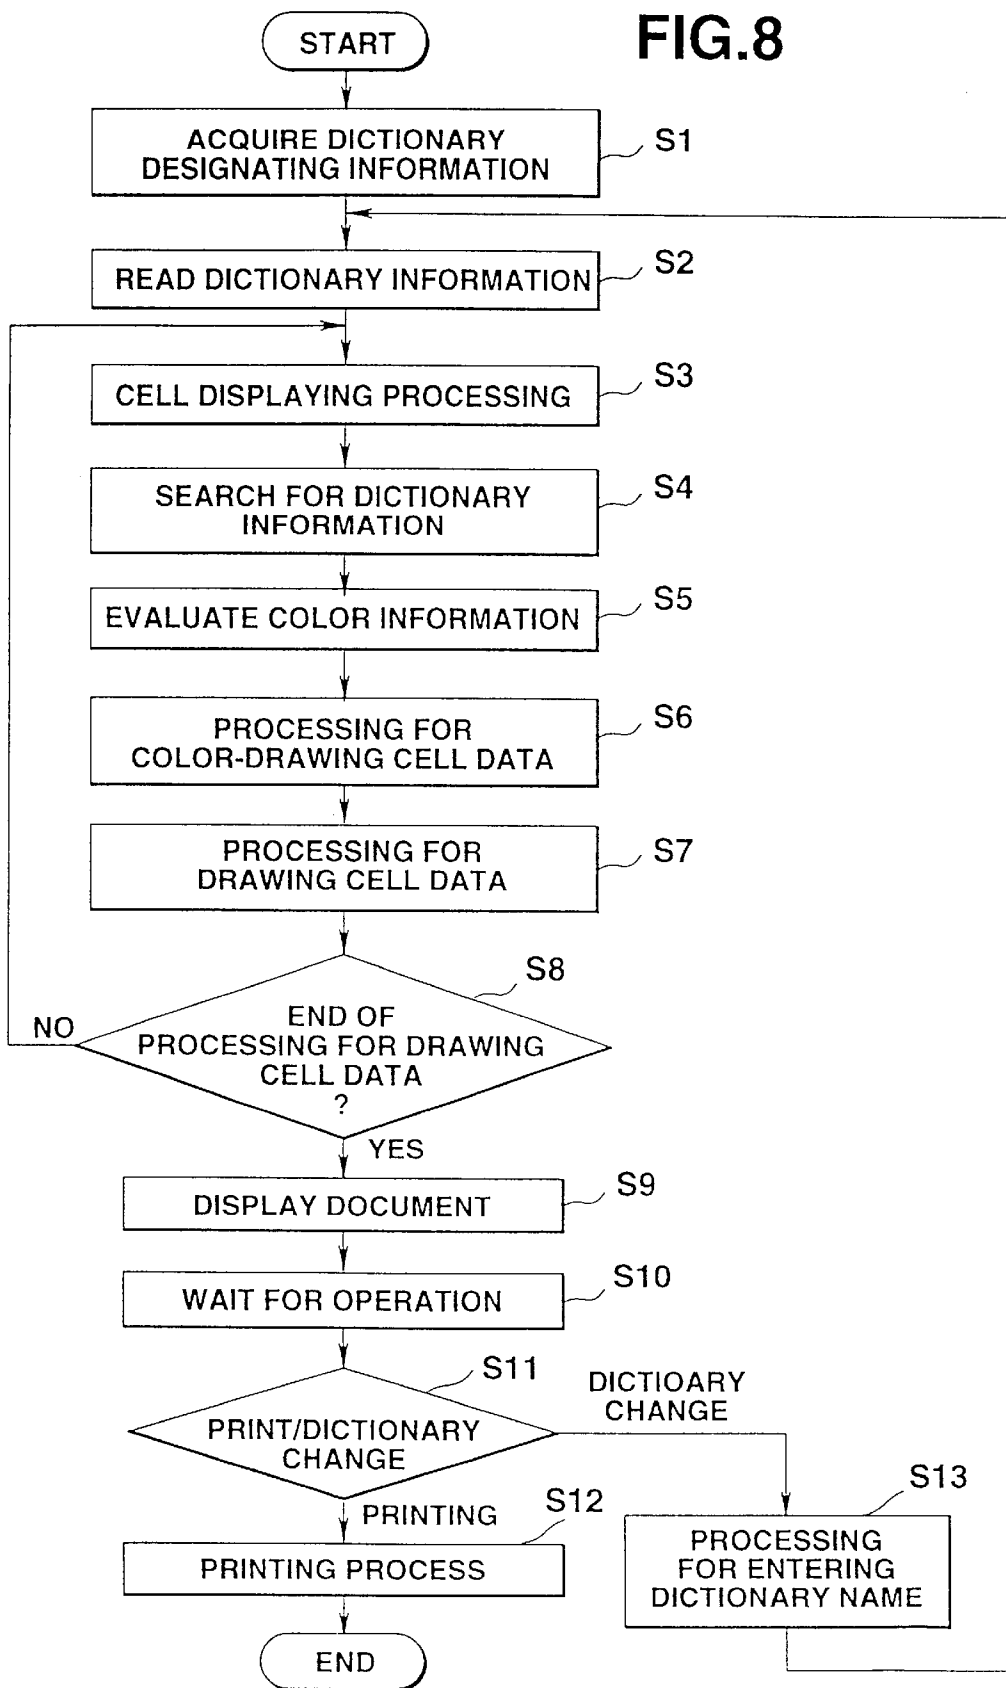 FIG.8
START
ACQUIRE DICTIONARY
DESIGNATING INFORMATION
S1
READ DICTIONARY INFORMATION
S2
CELL DISPLAYING PROCESSING
S3
SEARCH FOR DICTIONARY
INFORMATION
S4
EVALUATE COLOR INFORMATION
S5
PROCESSING FOR
COLOR-DRAWING CELL DATA
S6
PROCESSING FOR
DRAWING CELL DATA
S7
S8
END OF
PROCESSING FOR DRAWING
CELL DATA
?
NO
YES
DISPLAY DOCUMENT
S9
WAIT FOR OPERATION
S10
S11
PRINT/DICTIONARY
CHANGE
DICTIOARY
CHANGE
PRINTING
S12
PRINTING PROCESS
S13
PROCESSING
FOR ENTERING
DICTIONARY NAME
END